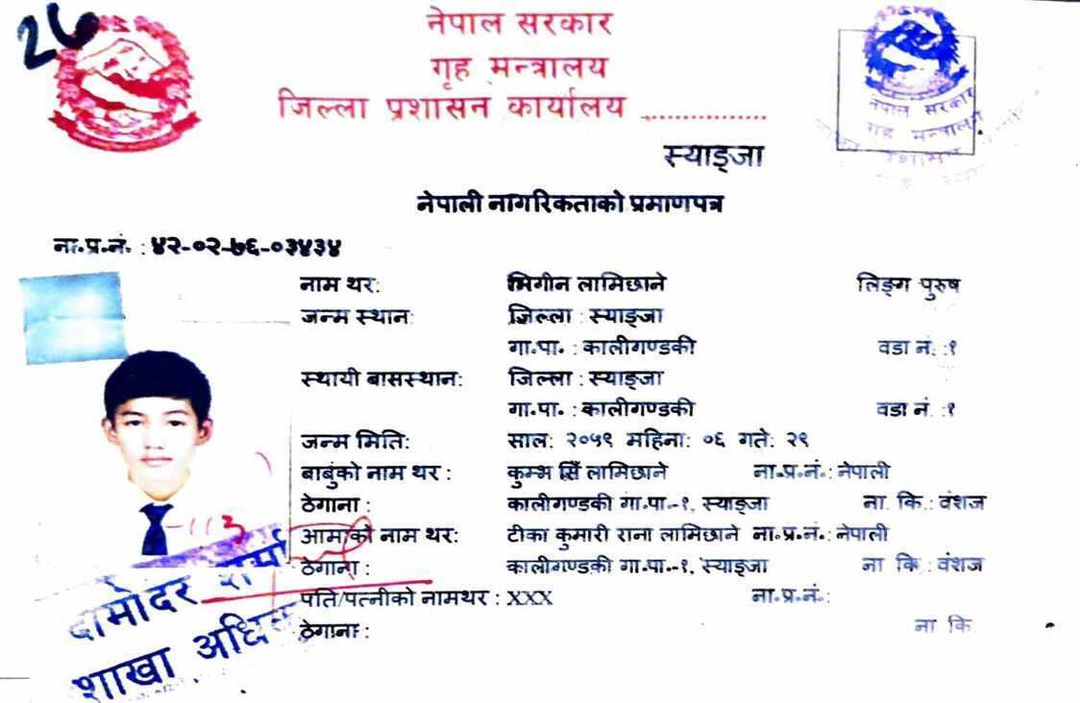 26
नेपाल सरकार
गृह मन्त्रालय
जिल्ला प्रशासन कार्यालय ................
स्याङ्जा
नेपाल सरकार
गृह मन्त्रालय
नेपाली नागरिकताको प्रमाणपत्र
ना.प्र.नं. : ४२-०२-७६-०३४३४
नाम थर: मिगीन लामिछाने लिङ्ग पुरुष
जन्म स्थान: जिल्ला : स्याङ्जा
गा.पा. : कालीगण्डकी वडा नं. :१
स्थायी बासस्थान: जिल्ला : स्याङ्जा
गा.पा. : कालीगण्डकी वडा नं. :१
जन्म मिति: साल: २०५९ महिना: ०६ गते: २९
बाबुंको नाम थर : कुम्भ सिं लामिछाने ना.प्र.नं.: नेपाली
ठेगाना : कालीगण्डकी गा.पा.-१, स्याङ्जा ना. कि.: वंशज
आमाको नाम थर: टीका कुमारी राना लामिछाने ना.प्र.नं.: नेपाली
ठेगाना : कालीगण्डकी गा.पा.-१, स्याङ्जा ना कि : वंशज
पति/पत्नीको नामथर : XXX ना.प्र.नं.:
ठेगाना : ना कि
दामोदर शर्मा
शाखा